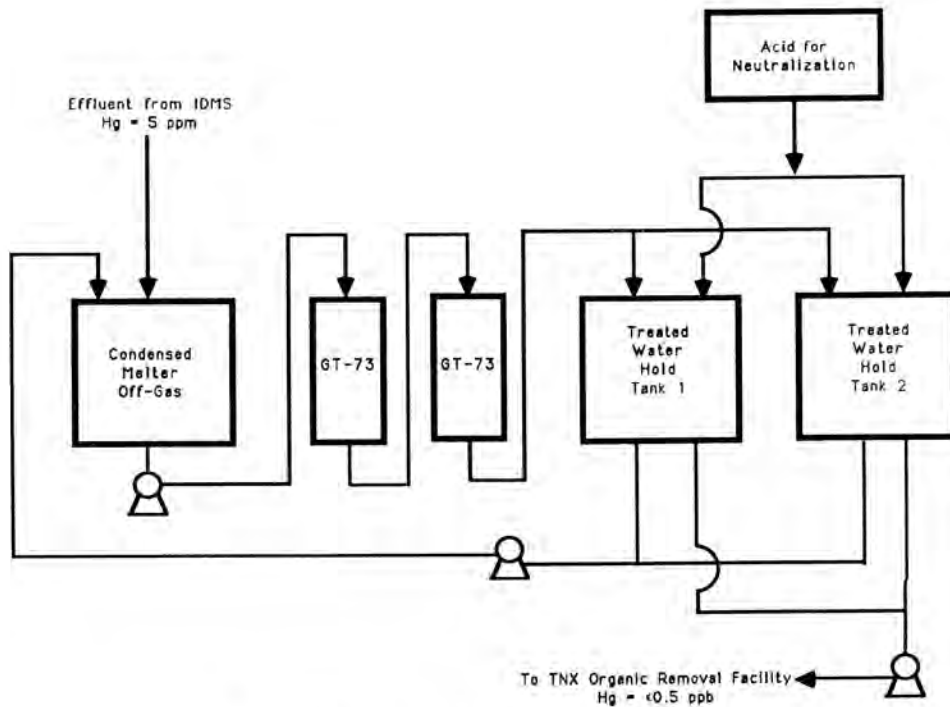 Acid for
Neutralization
Effluent from IDMS
Hg = 5 ppm
Condensed
Melter
Off-Gas
GT-73
GT-73
Treated
Water
Hold
Tank 1
Treated
Water
Hold
Tank 2
To TNX Organic Removal Facility
Hg = <0.5 ppb